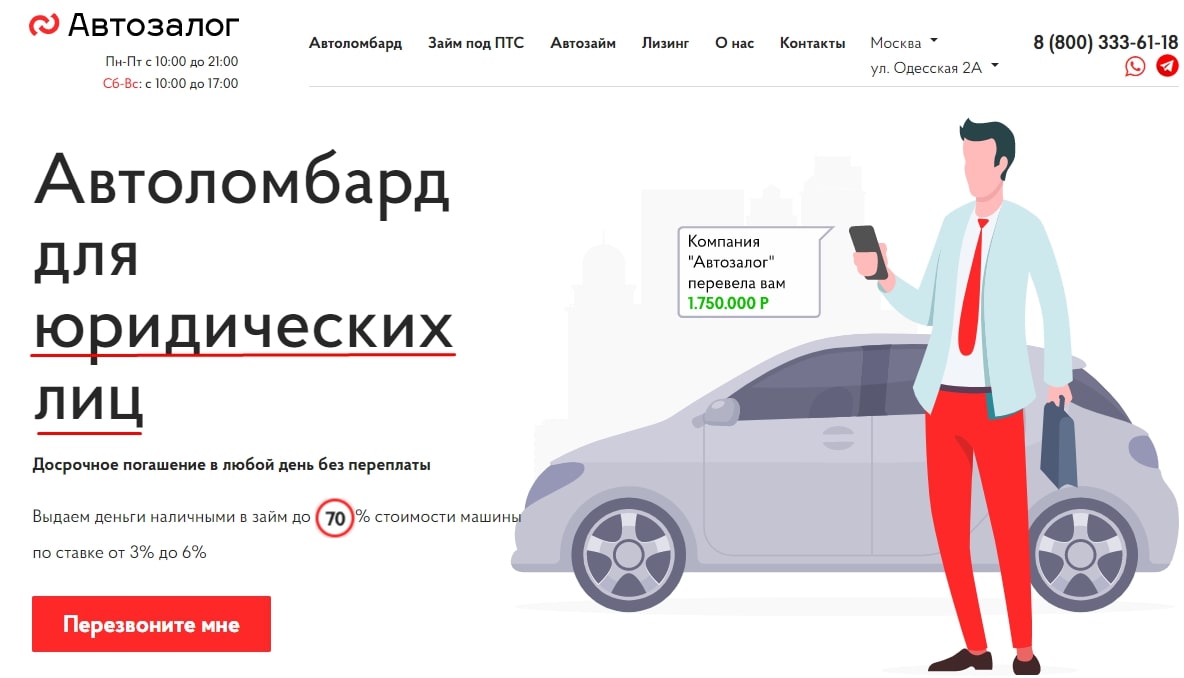 Автозалог
Пн-Пт с 10:00 до 21:00
Сб-Вс: с 10:00 до 17:00
Автоломбард Займ под ПТС Автозайм Лизинг О нас Контакты
Москва
ул. Одесская 2А
8 (800) 333-61-18
Автоломбард
для
юридических
лиц
Досрочное погашение в любой день без переплаты
Выдаем деньги наличными в займ до 70 % стоимости машины
по ставке от 3% до 6%
Перезвоните мне
Компания
"Автозалог"
перевела вам
1.750.000 Р